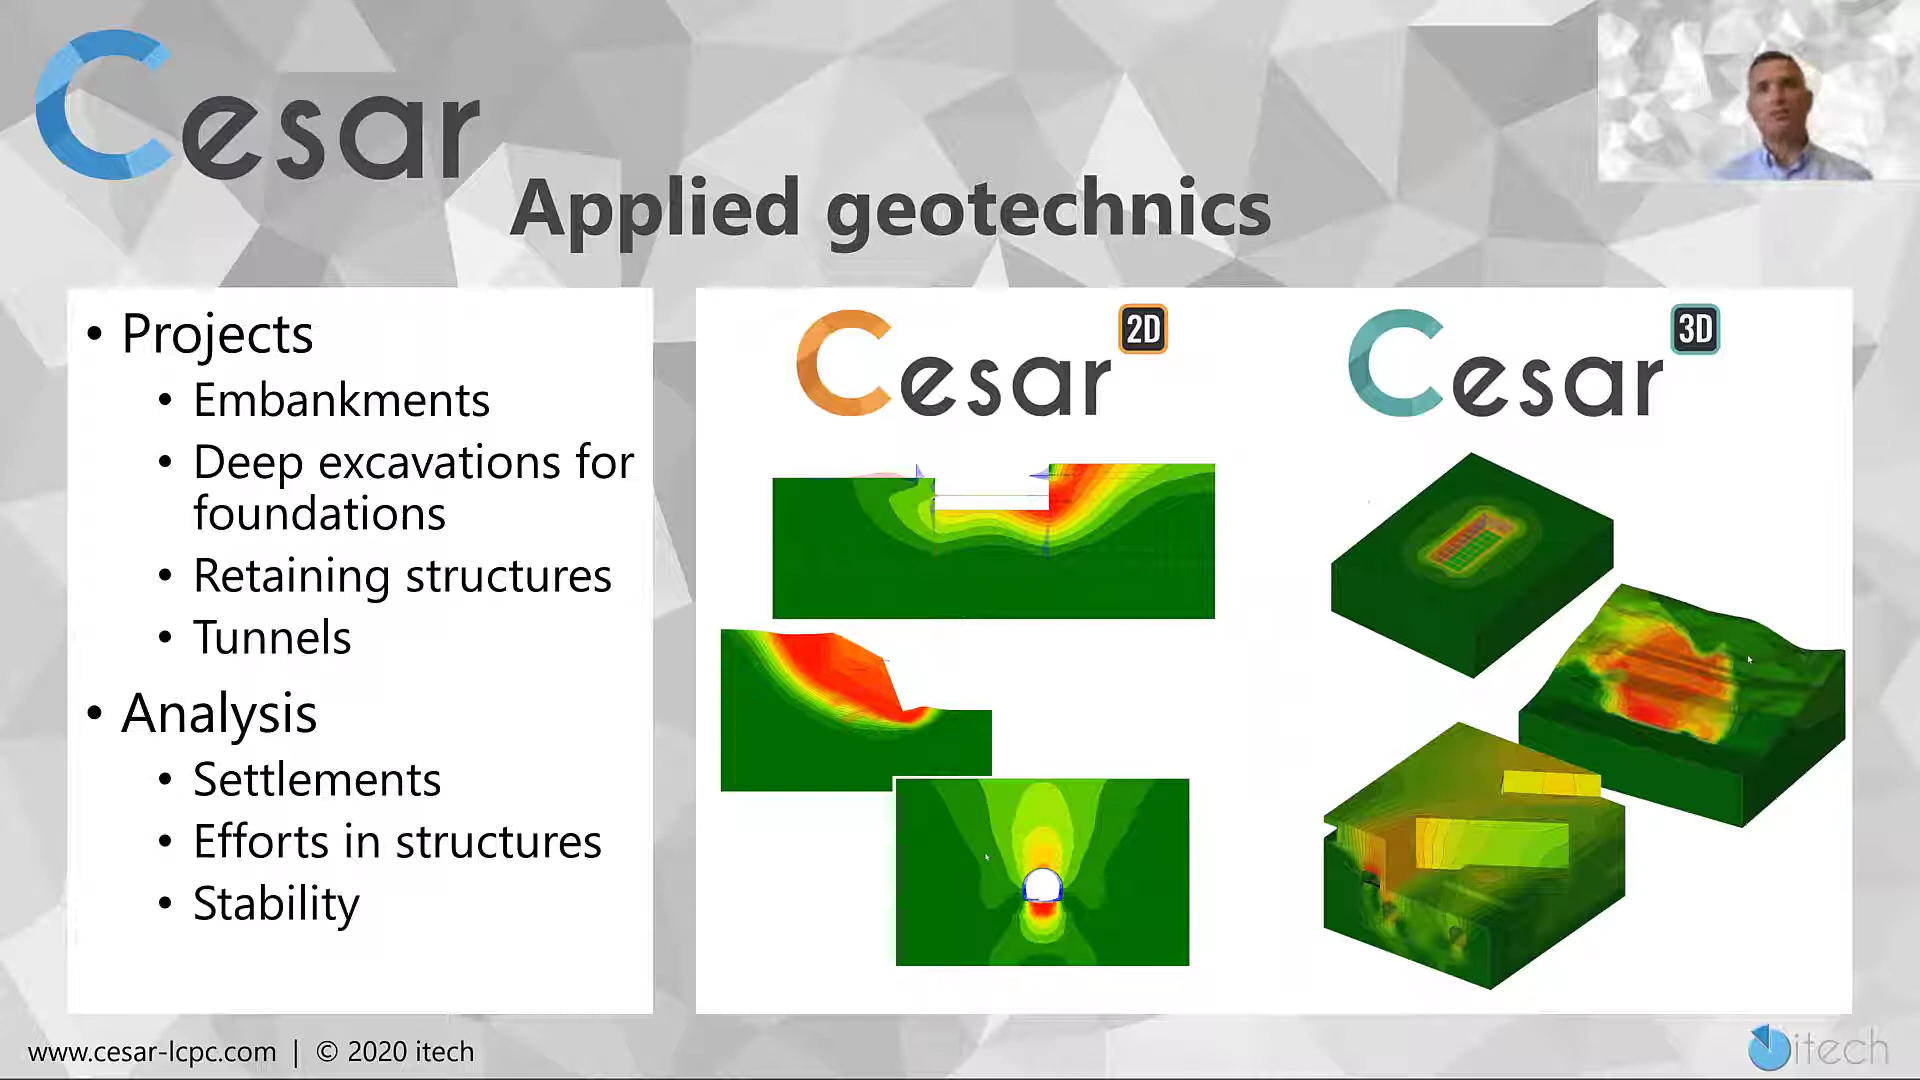 Cesar
Applied geotechnics
• Projects
• Embankments
• Deep excavations for
foundations
• Retaining structures
• Tunnels
• Analysis
• Settlements
• Efforts in structures
• Stability
Cesar 2D
Cesar 3D
www.cesar-lcpc.com | © 2020 itech
itech